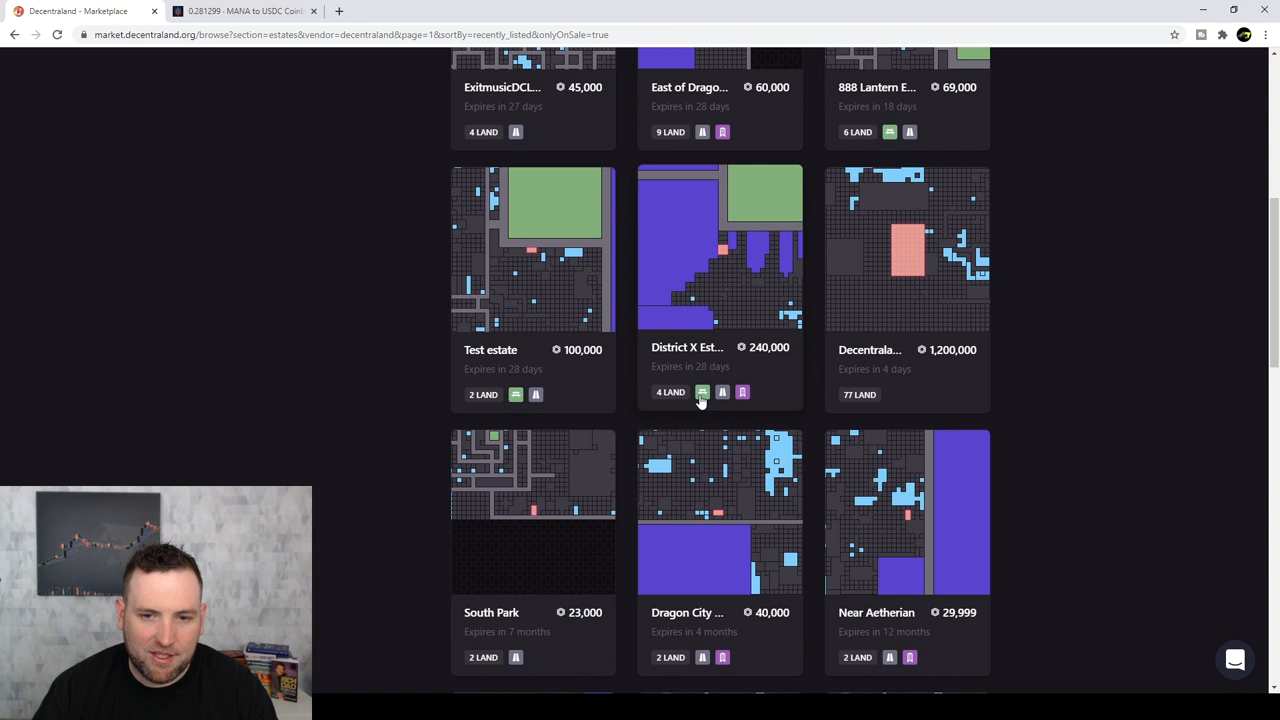 Decentraland - Marketplace
0.281299 · MANA to USDC Coinb
market.decentraland.org/browse?section=estates&vendor=decentraland&page=1&sortBy=recently_listed&onlyOnSale=true
ExitmusicDCL... 45,000
Expires in 27 days
4 LAND
East of Drago... 60,000
Expires in 28 days
9 LAND
888 Lantern E... 69,000
Expires in 18 days
6 LAND
Test estate 100,000
Expires in 28 days
2 LAND
District X Est... 240,000
Expires in 28 days
4 LAND
Decentrala... 1,200,000
Expires in 4 days
77 LAND
South Park 23,000
Expires in 7 months
2 LAND
Dragon City ... 40,000
Expires in 4 months
2 LAND
Near Aetherian 29,999
Expires in 12 months
2 LAND
RICH
DAD